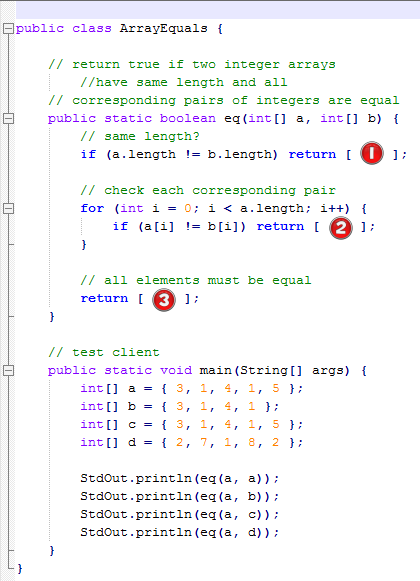 public class ArrayEquals {
// return true if two integer arrays
//have same length and all
// corresponding pairs of integers are equal
public static boolean eq(int[] a, int[] b) {
// same length?
if (a.length != b.length) return [ 1 ];
// check each corresponding pair
for (int i = 0; i < a.length; i++) {
if (a[i] != b[i]) return [ 2 ];
}
// all elements must be equal
return [ 3 ];
}
// test client
public static void main(String[] args) {
int[] a = { 3, 1, 4, 1, 5 };
int[] b = { 3, 1, 4, 1 };
int[] c = { 3, 1, 4, 1, 5 };
int[] d = { 2, 7, 1, 8, 2 };
StdOut.println(eq(a, a));
StdOut.println(eq(a, b));
StdOut.println(eq(a, c));
StdOut.println(eq(a, d));
}
}